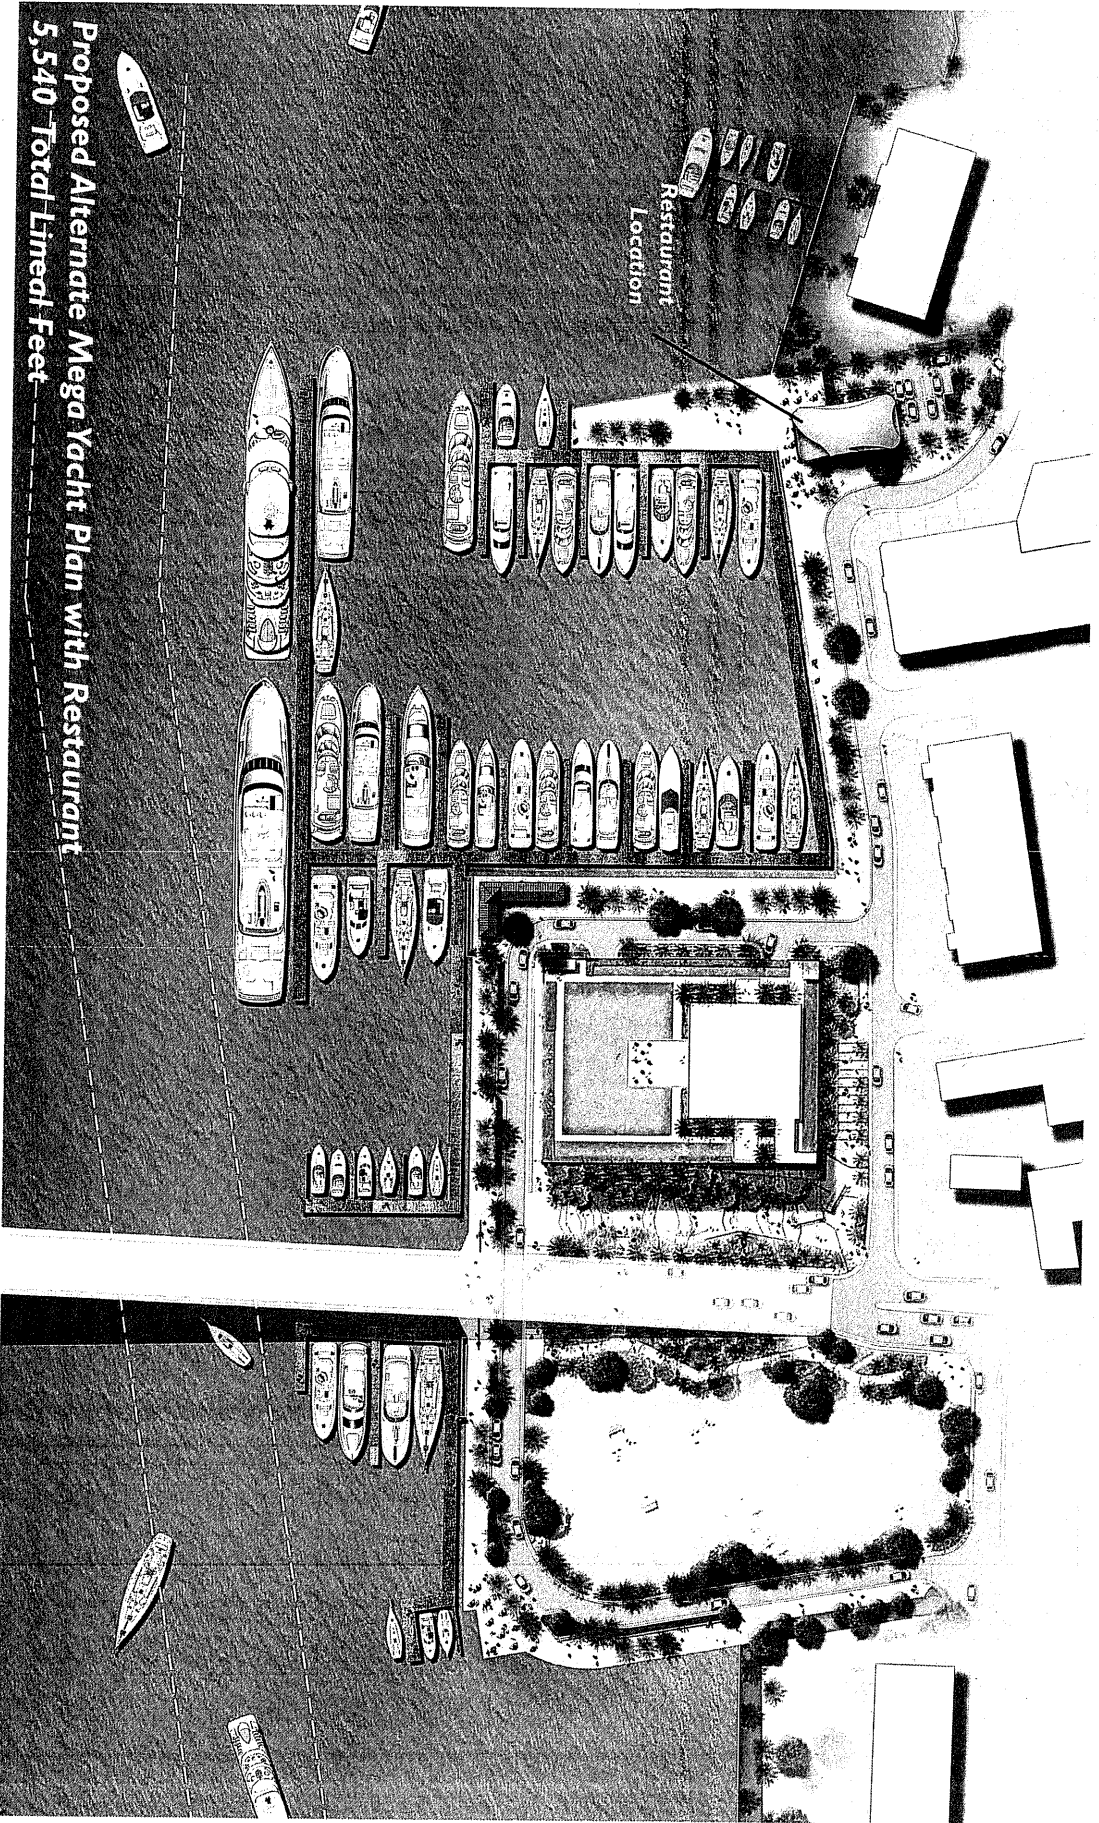 Proposed Alternate Mega Yacht Plan with Restaurant
5,540 Total Lineal Feet
Restaurant
Location